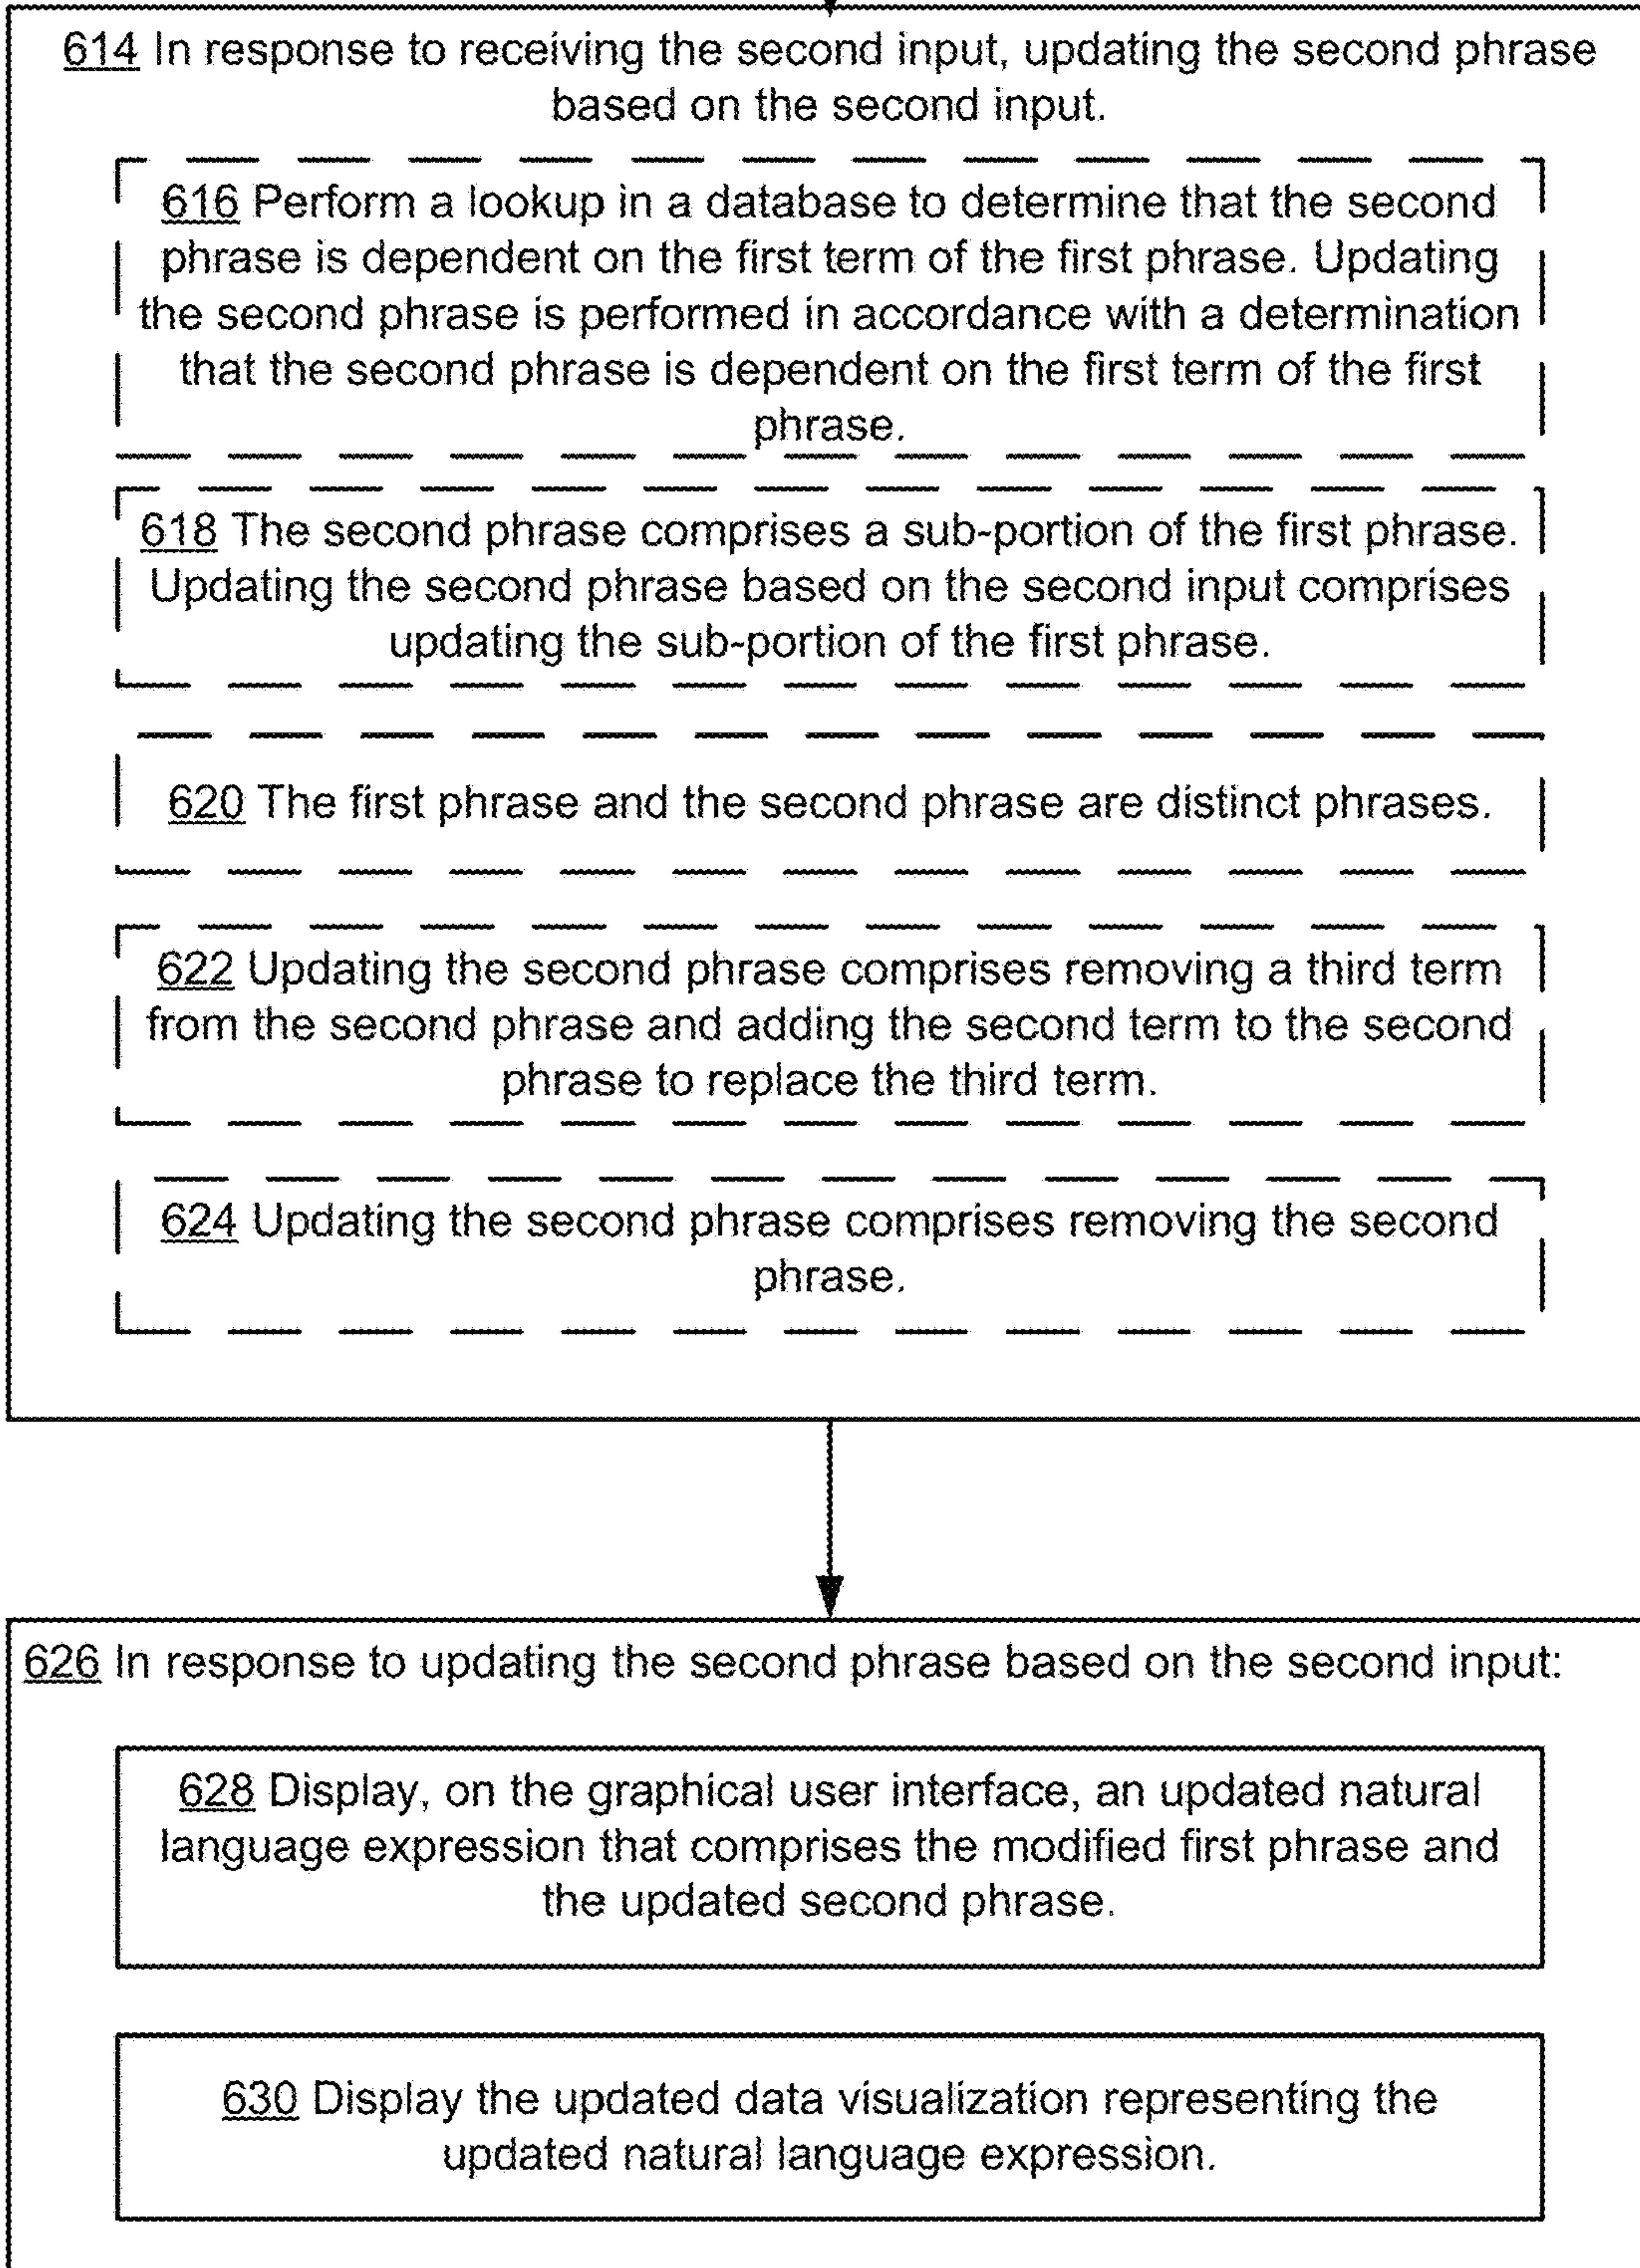 614 In response to receiving the second input, updating the second phrase
based on the second input.
616 Perform a lookup in a database to determine that the second
phrase is dependent on the first term of the first phrase. Updating
the second phrase is performed in accordance with a determination
that the second phrase is dependent on the first term of the first
phrase.
618 The second phrase comprises a sub-portion of the first phrase.
Updating the second phrase based on the second input comprises
updating the sub-portion of the first phrase.
620 The first phrase and the second phrase are distinct phrases.
622 Updating the second phrase comprises removing a third term
from the second phrase and adding the second term to the second
phrase to replace the third term.
624 Updating the second phrase comprises removing the second
phrase.
626 In response to updating the second phrase based on the second input:
628 Display, on the graphical user interface, an updated natural
language expression that comprises the modified first phrase and
the updated second phrase.
630 Display the updated data visualization representing the
updated natural language expression.